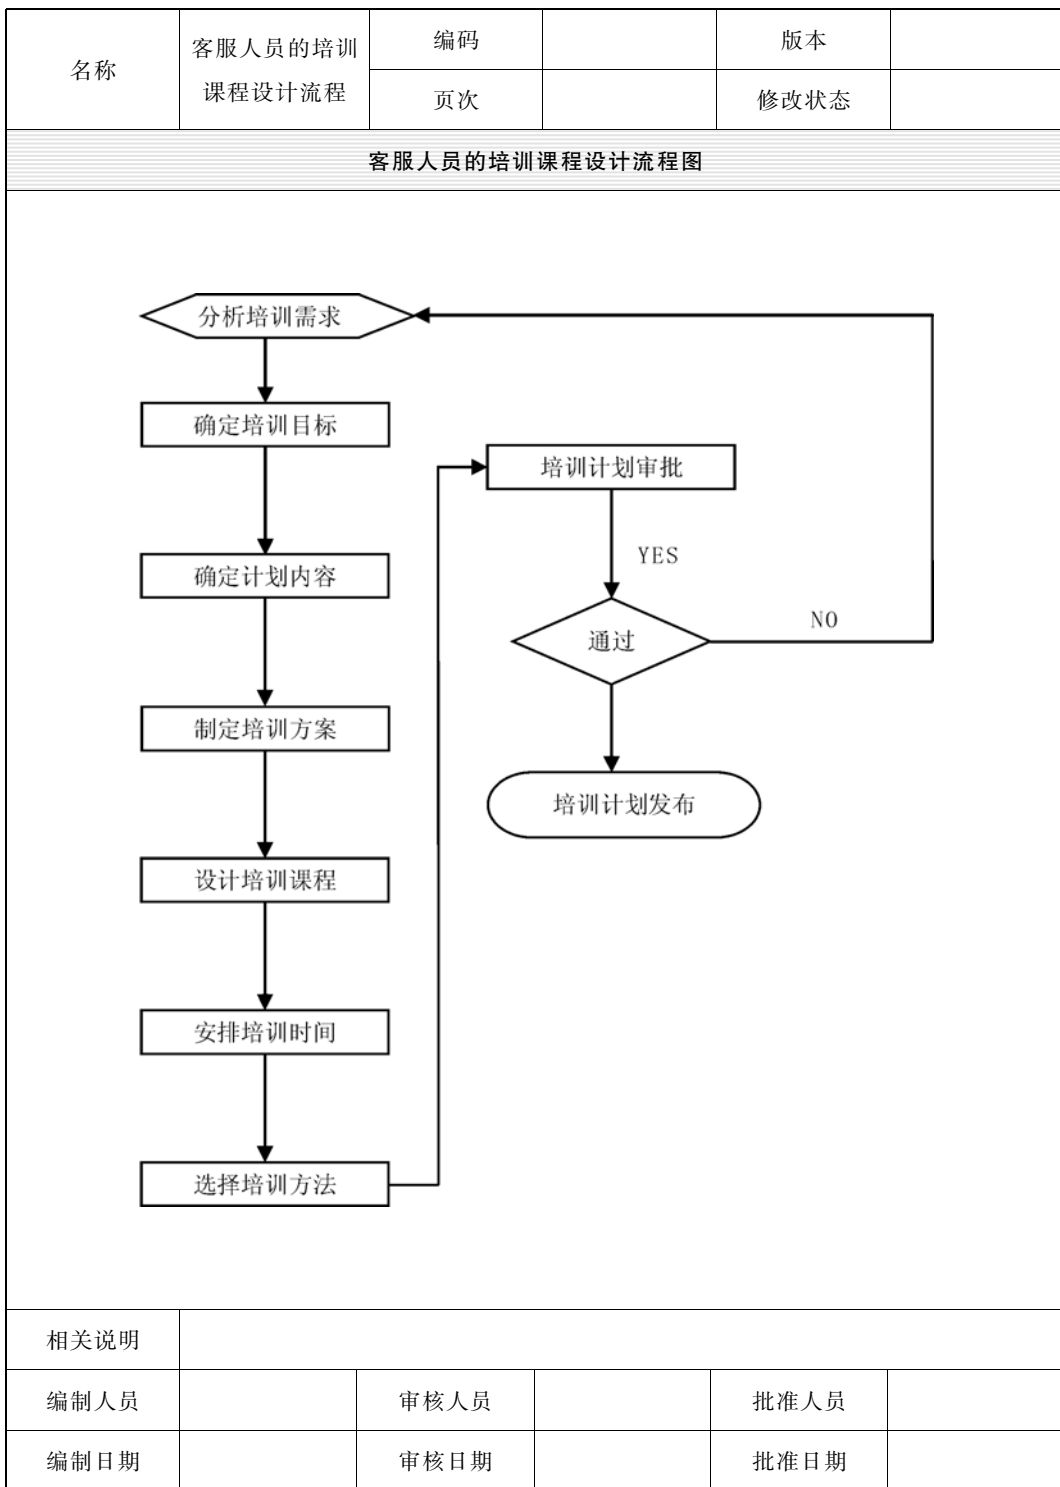 名称
客服人员的培训
课程设计流程
编码
版本
页次
修改状态
客服人员的培训课程设计流程图
分析培训需求
确定培训目标
确定计划内容
制定培训方案
设计培训课程
安排培训时间
选择培训方法
培训计划审批
YES
通过
NO
培训计划发布
相关说明
编制人员
审核人员
批准人员
编制日期
审核日期
批准日期